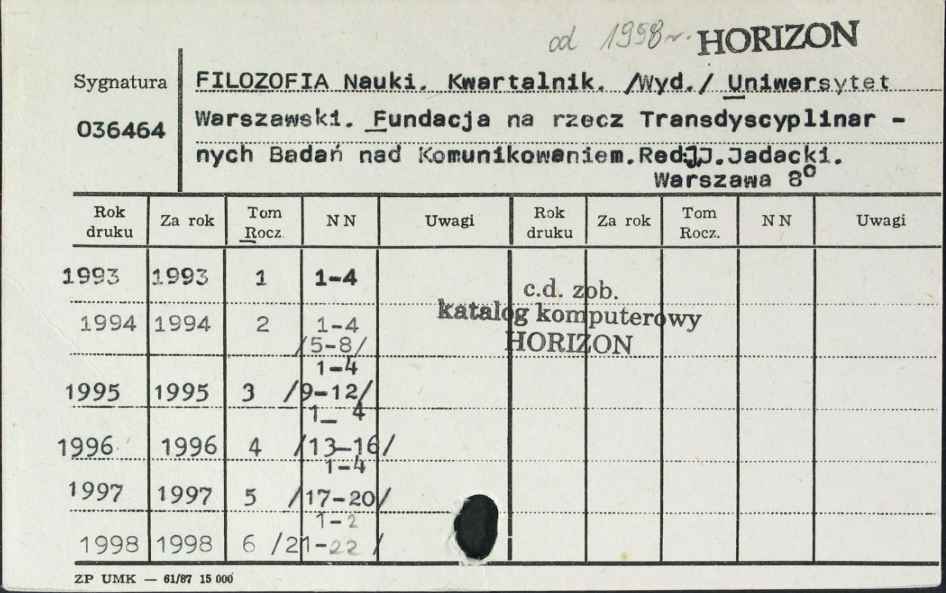 od 1998 r. HORIZON
Sygnatura
036464
FILOZOFIA Nauki. Kwartalnik. /Wyd./ Uniwersytet
Warszawski. Fundacja na rzecz Transdyscyplinar -
nych Badań nad Komunikowaniem.Red:J.J.Jadacki.
Warszawa 8°
Rok druku Za rok Tom Rocz. NN Uwagi Rok druku Za rok Tom Rocz. NN Uwagi
1993 1993 1 1-4
c.d. zob.
katalog komputerowy
HORIZON
1994 1994 2 1-4
/5-8/
1-4
1995 1995 3 /9-12/
1- 4
1996 1996 4 /13-16/
1-4
1997 1997 5 /17-20/
1-2
1998 1998 6 /21-22 /
ZP UMK — 61/87 15 000